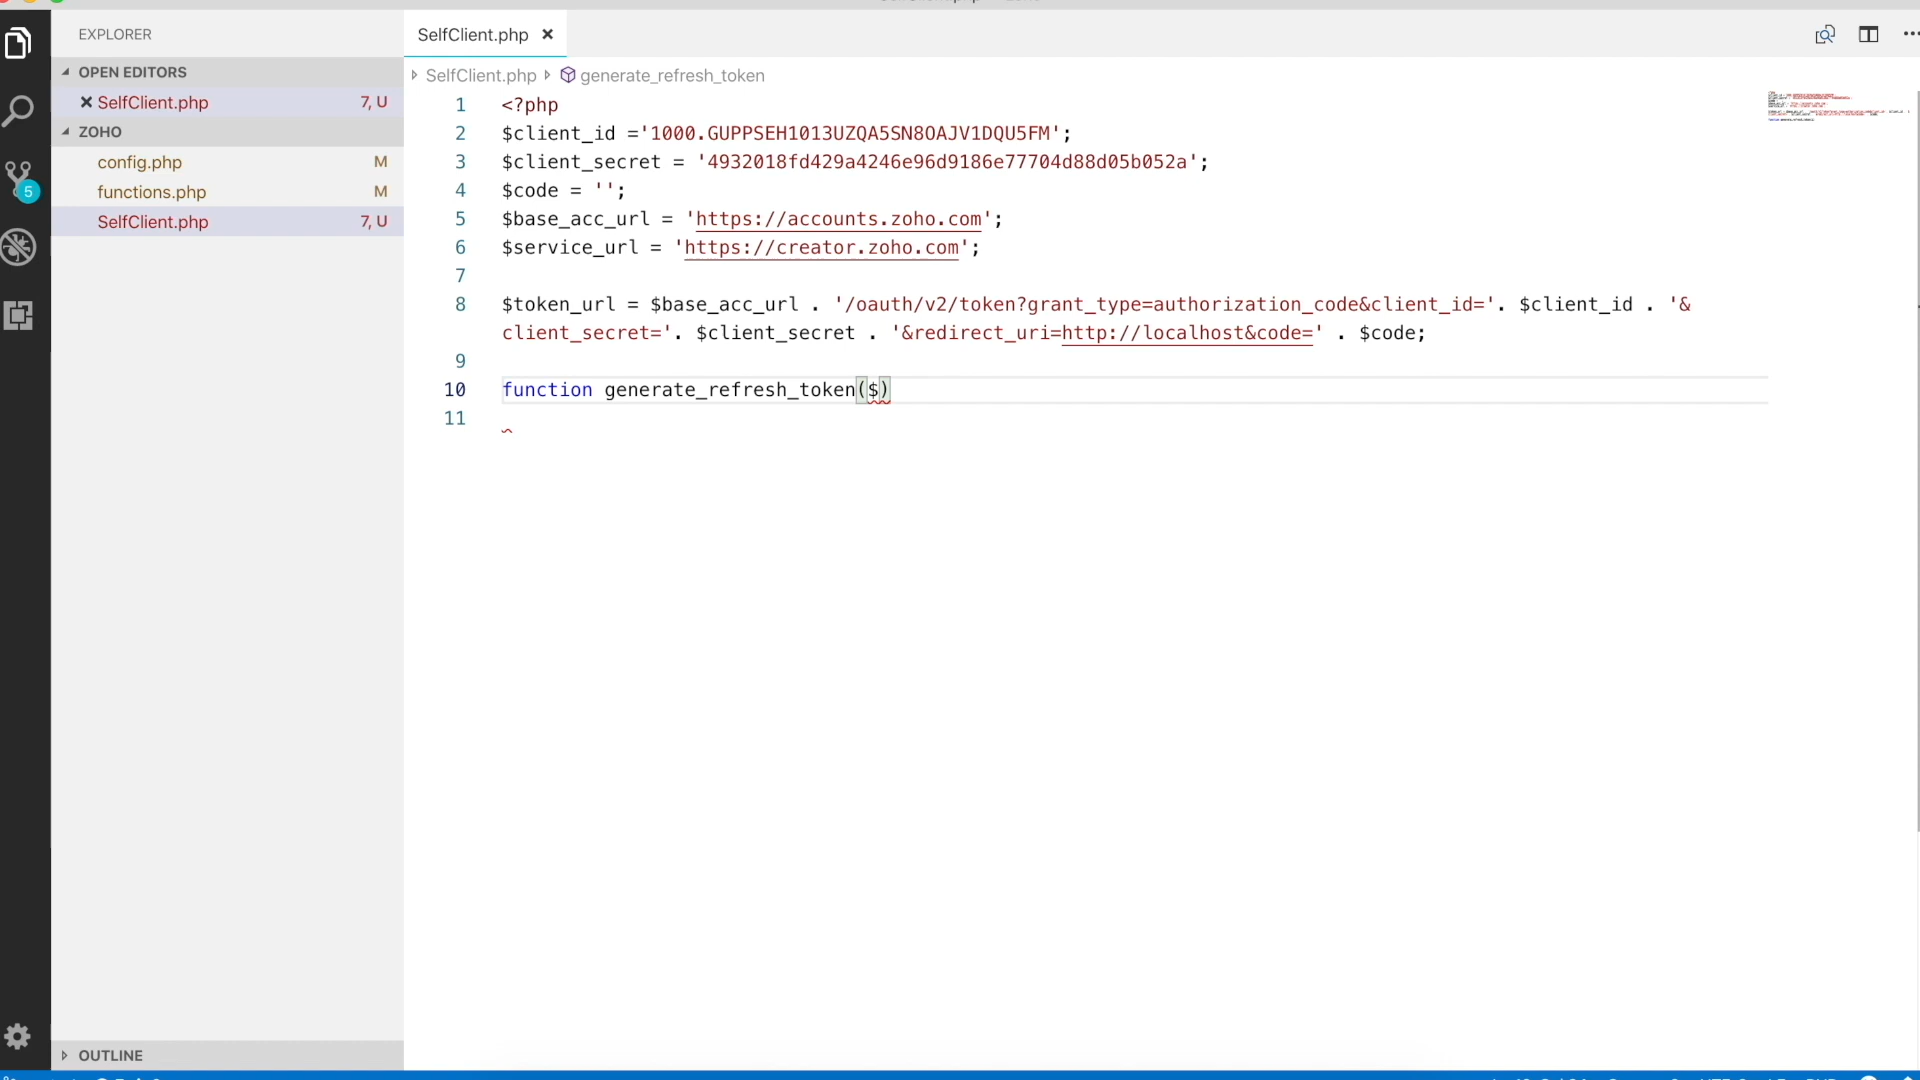 EXPLORER
OPEN EDITORS
SelfClient.php 7, U
ZOHO
config.php M
functions.php M
SelfClient.php 7, U
5
OUTLINE
SelfClient.php
SelfClient.php generate_refresh_token
1 <?php
2 $client_id ='1000.GUPPSEH1013UZQA5SN8OAJV1DQU5FM';
3 $client_secret = '4932018fd429a4246e96d9186e77704d88d05b052a';
4 $code = '';
5 $base_acc_url = 'https://accounts.zoho.com';
6 $service_url = 'https://creator.zoho.com';
7
8 $token_url = $base_acc_url . '/oauth/v2/token?grant_type=authorization_code&client_id='. $client_id . '&
client_secret='. $client_secret . '&redirect_uri=http://localhost&code=' . $code;
9
10 function generate_refresh_token($)
11